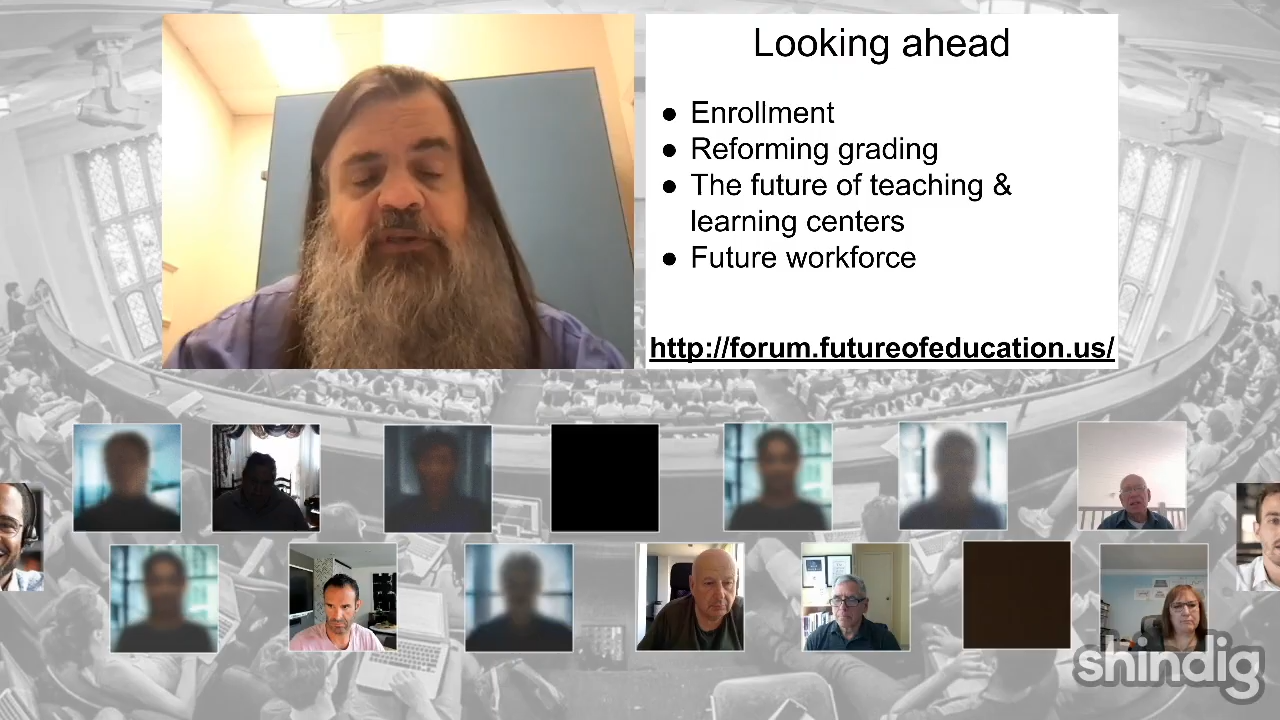 Looking ahead
● Enrollment
● Reforming grading
● The future of teaching &
learning centers
● Future workforce
http://forum.futureofeducation.us/
shindig